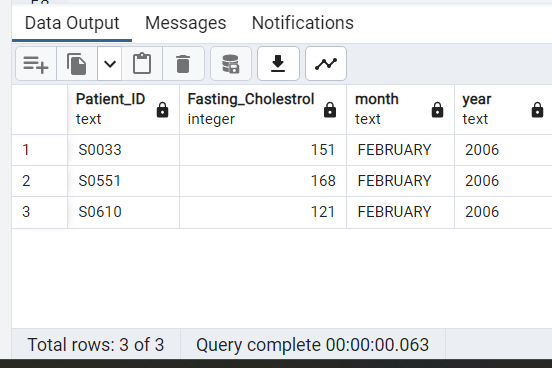 Data Output Messages Notifications
Patient_ID Fasting_Cholestrol month year
text integer text text
1 S0033 151 FEBRUARY 2006
2 S0551 168 FEBRUARY 2006
3 S0610 121 FEBRUARY 2006
Total rows: 3 of 3 Query complete 00:00:00.063